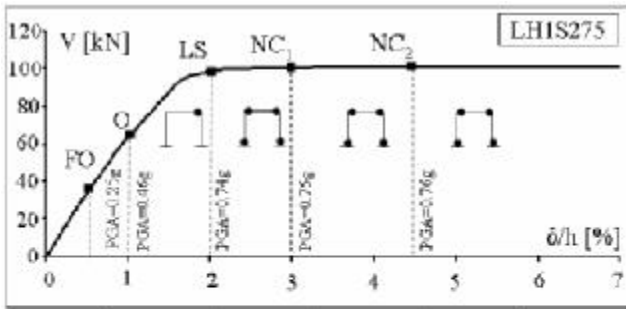 120
V [kN]
LH1S275
100
LS
NC1
NC2
80
O
60
FO
40
20
0
PGA=0.25g
PGA=0.46g
PGA=0.74g
PGA=0.75g
PGA=0.76g
δ/h [%]
0 1 2 3 4 5 6 7